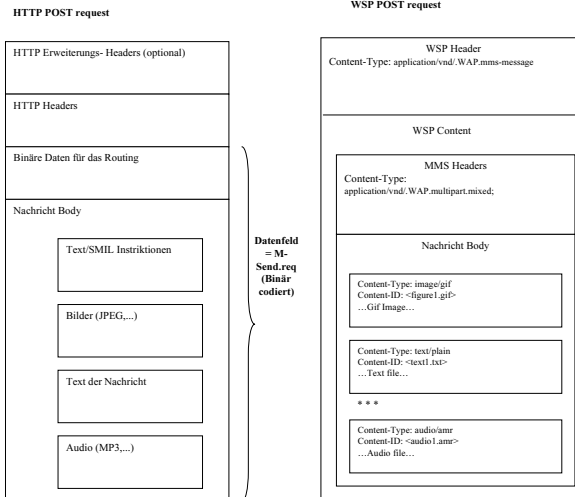 HTTP POST request
HTTP Erweiterungs- Headers (optional)
HTTP Headers
Binäre Daten für das Routing
Nachricht Body
Text/SMIL Instriktionen
Bilder (JPEG,...)
Text der Nachricht
Audio (MP3,...)
Datenfeld
= M-
Send.req
(Binär
codiert)
WSP POST request
WSP Header
Content-Type: application/vnd/.WAP.mms-message
WSP Content
MMS Headers
Content-Type:
application/vnd/.WAP.multipart.mixed;
Nachricht Body
Content-Type: image/gif
Content-ID: <figure1.gif>
…Gif Image…
Content-Type: text/plain
Content-ID: <text1.txt>
…Text file…
* * *
Content-Type: audio/amr
Content-ID: <audio1.amr>
…Audio file…